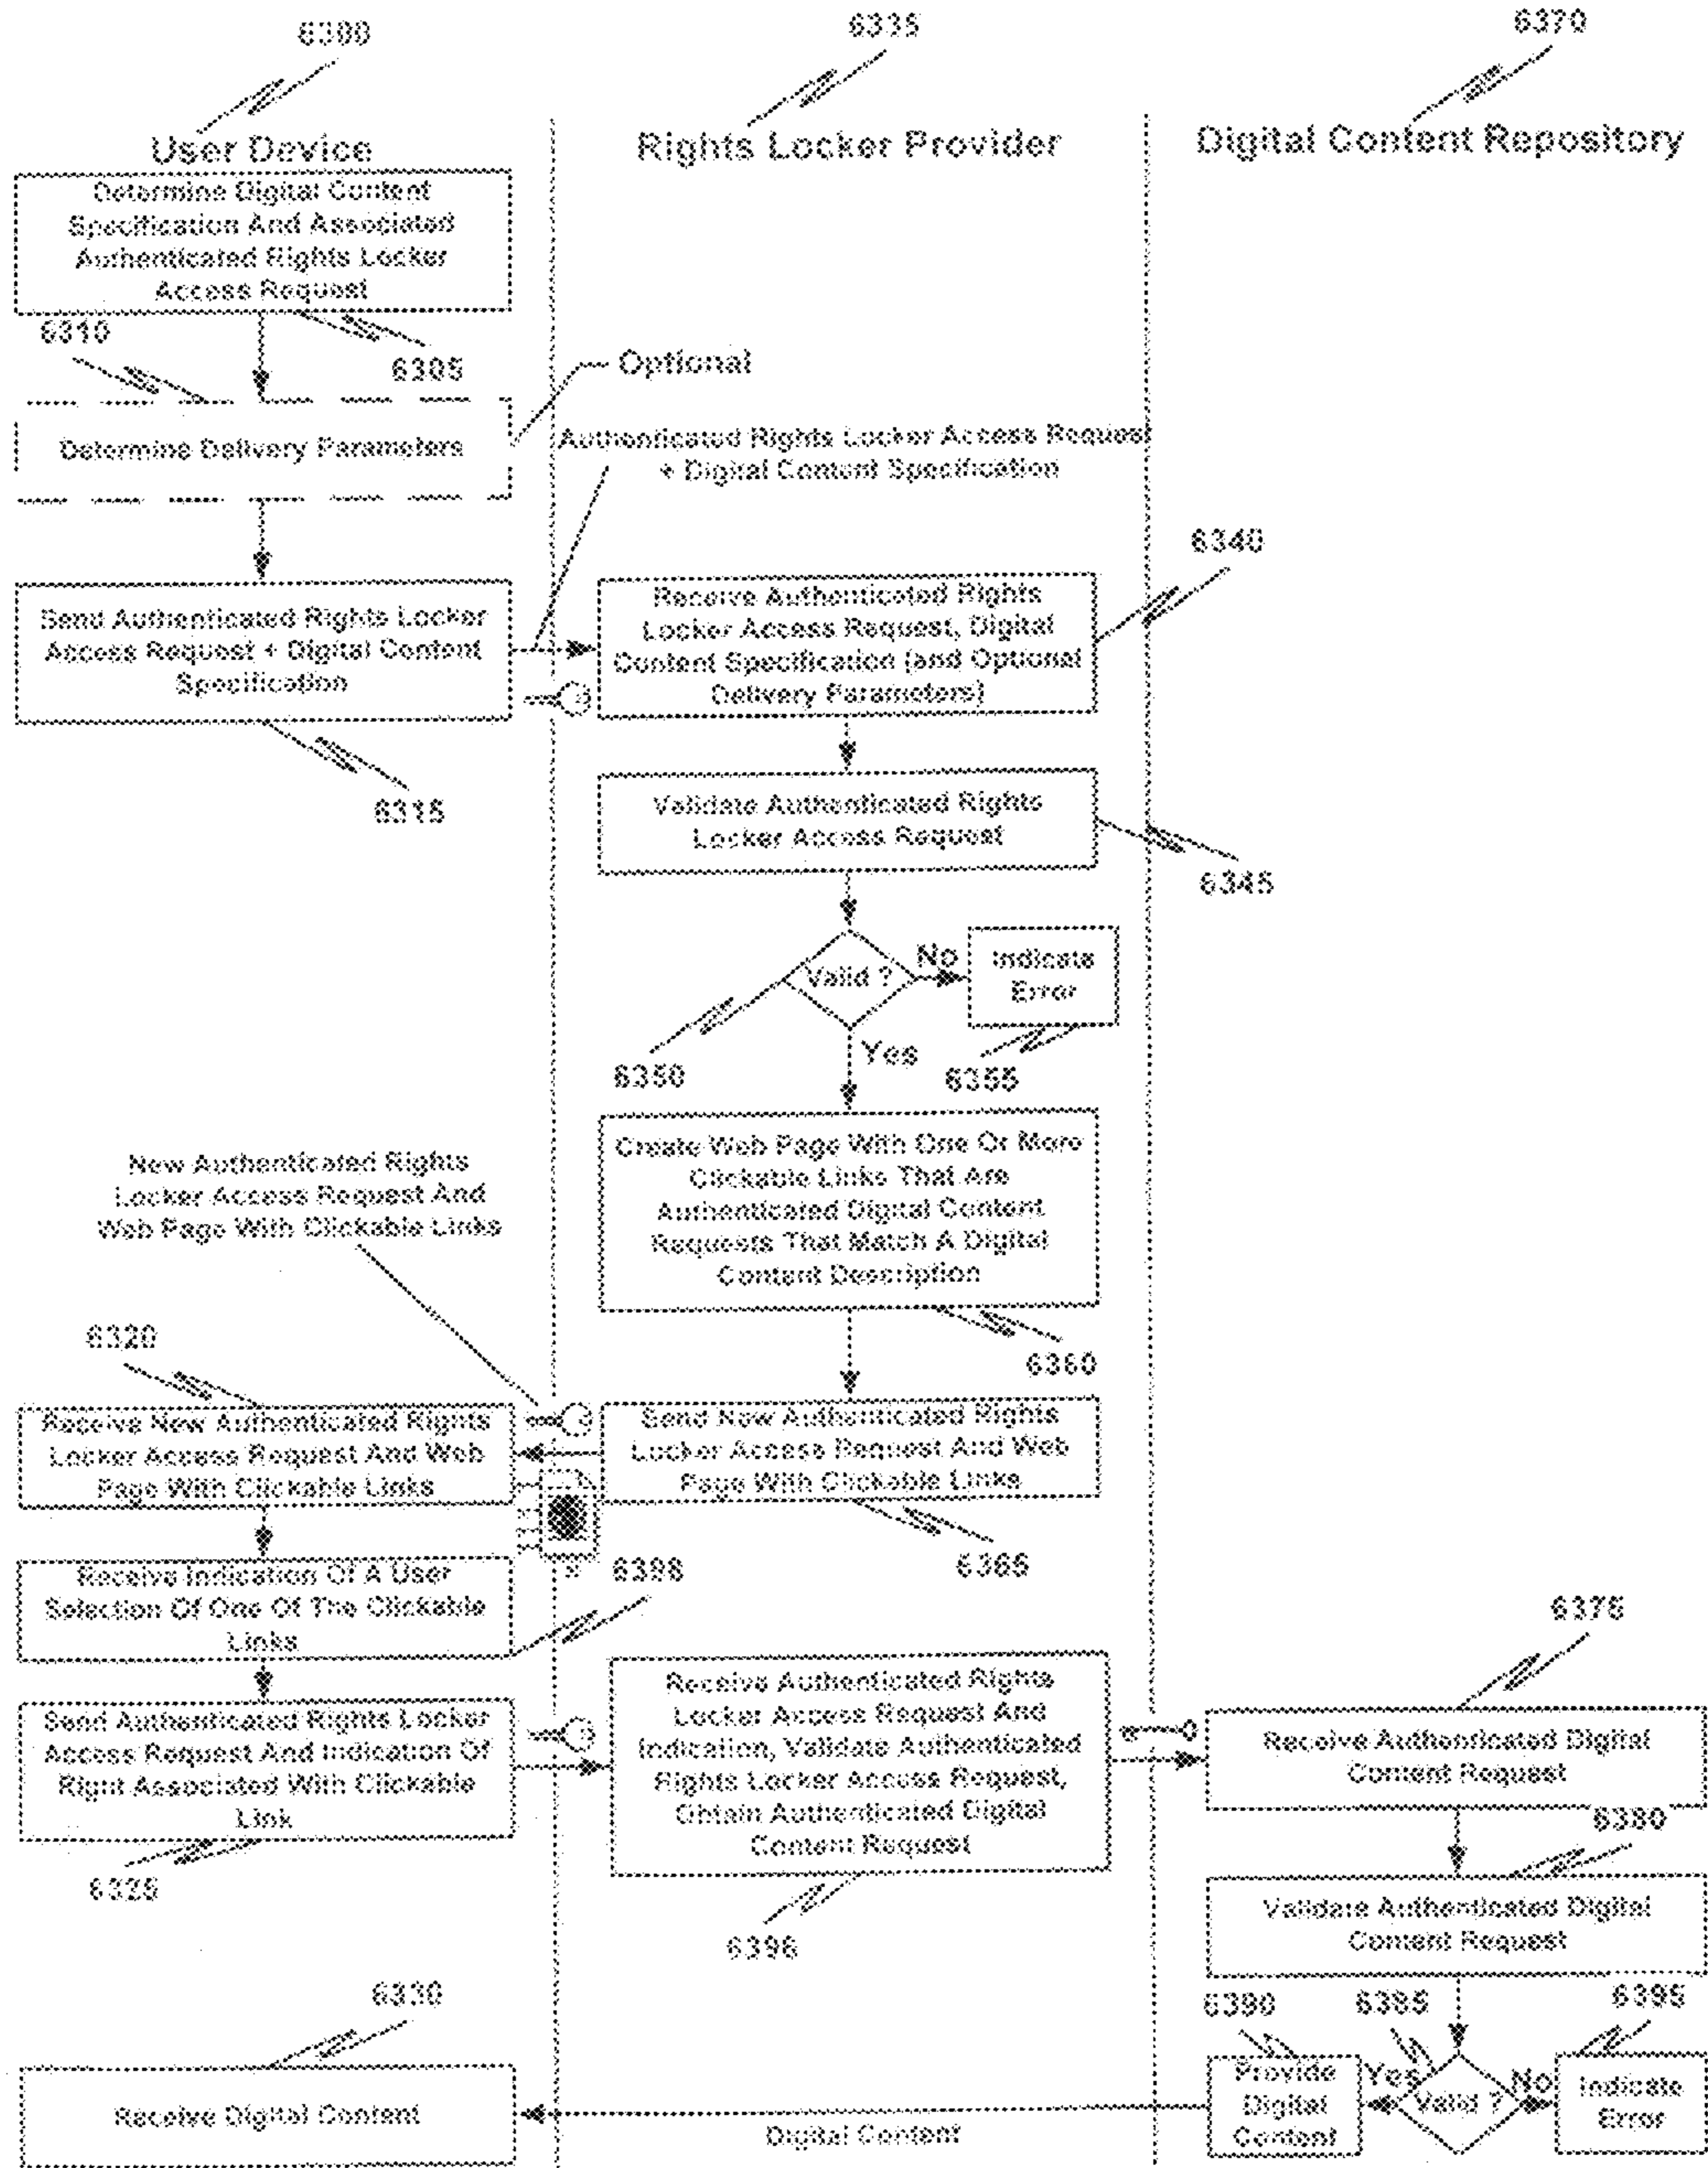 6300
6335
6370
User Device
Rights Locker Provider
Digital Content Repository
Determine Digital Content
Specification And Associated
Authenticated Rights Locker
Access Request
6310
6305
Optional
Determine Delivery Parameters
Authenticated Rights Locker Access Request
+ Digital Content Specification
6340
Send Authenticated Rights Locker
Access Request + Digital Content
Specification
Receive Authenticated Rights
Locker Access Request, Digital
Content Specification (and Optional
Delivery Parameters)
6315
Validate Authenticated Rights
Locker Access Request
6345
Valid ?
No
Indicate
Error
Yes
6350
6355
Create Web Page With One Or More
Clickable Links That Are
Authenticated Digital Content
Requests That Match A Digital
Content Description
New Authenticated Rights
Locker Access Request And
Web Page With Clickable Links
6320
6360
Receive New Authenticated Rights
Locker Access Request And Web
Page With Clickable Links
Send New Authenticated Rights
Locker Access Request And Web
Page With Clickable Links
6398
6365
Receive Indication Of A User
Selection Of One Of The Clickable
Links
6375
Send Authenticated Rights Locker
Access Request And Indication Of
Right Associated With Clickable
Link
Receive Authenticated Rights
Locker Access Request And
Indication, Validate Authenticated
Rights Locker Access Request,
Obtain Authenticated Digital
Content Request
Receive Authenticated Digital
Content Request
6325
6380
6396
Validate Authenticated Digital
Content Request
6330
6390
6385
6395
Receive Digital Content
Digital Content
Provide
Digital
Content
Yes
Valid ?
No
Indicate
Error